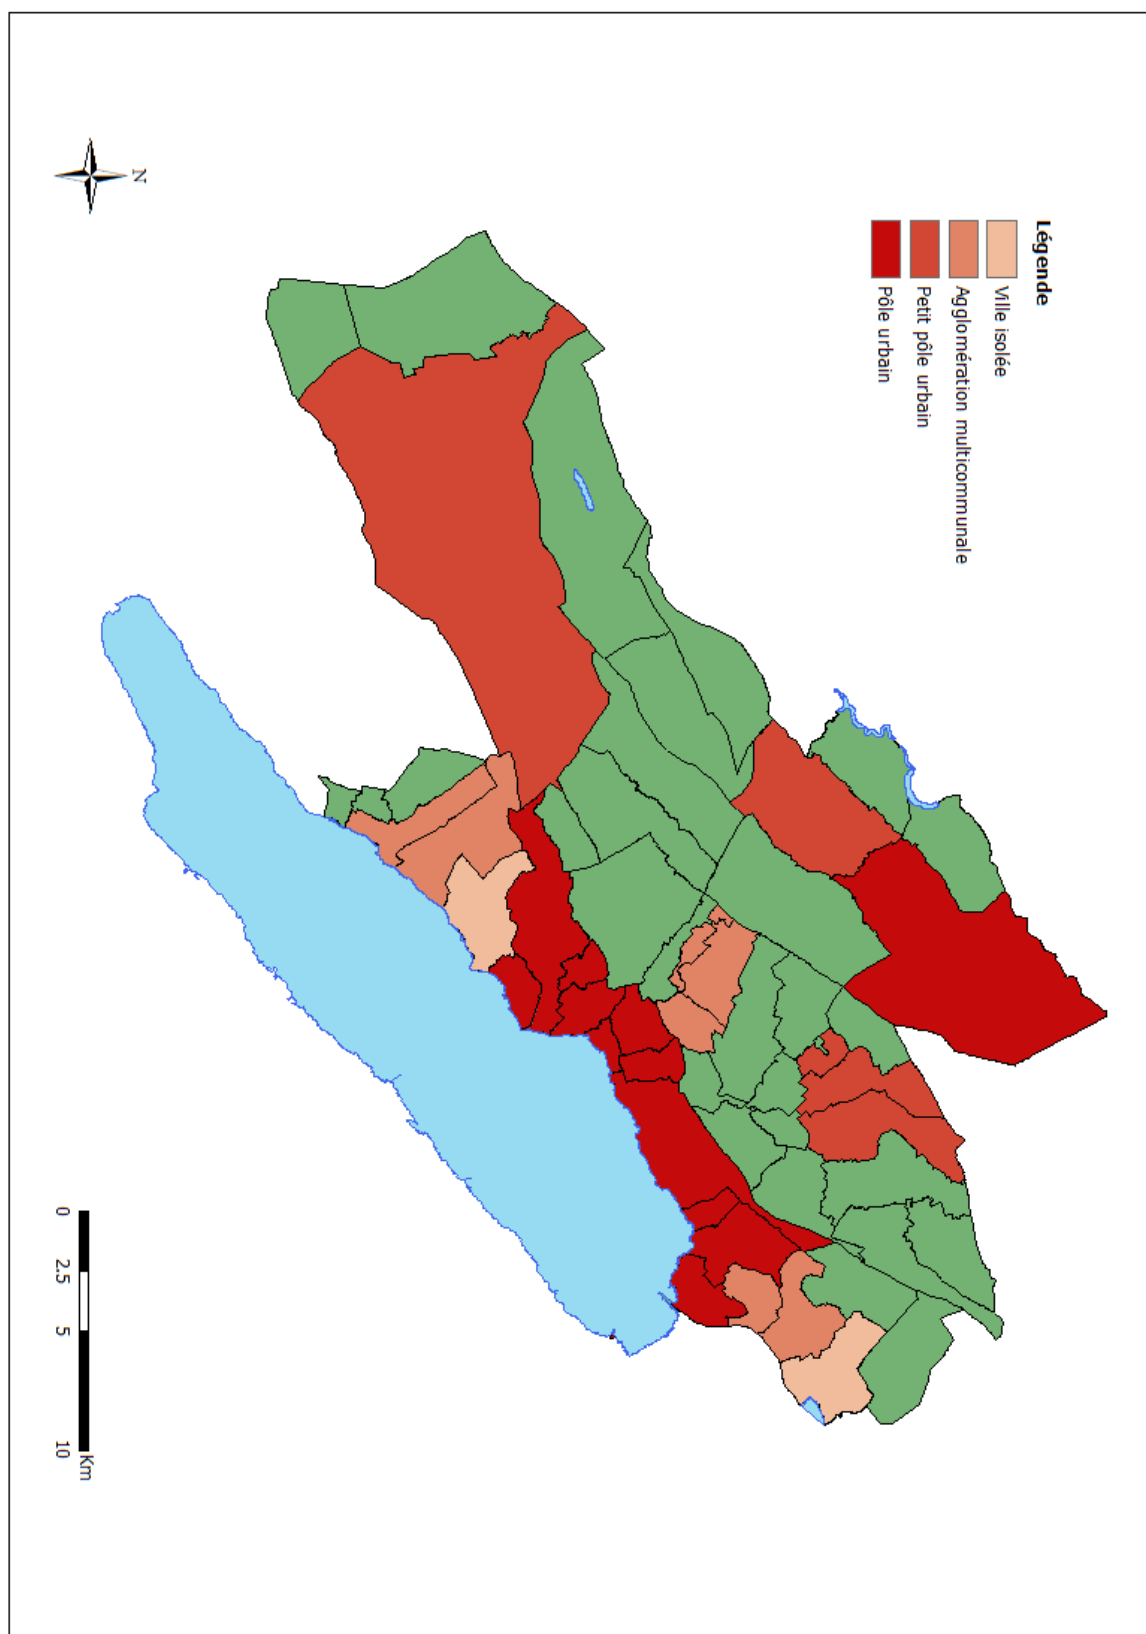 Légende
Ville isolée
Agglomération multicommunale
Petit pôle urbain
Pôle urbain
N
0 2.5 5 10
Km